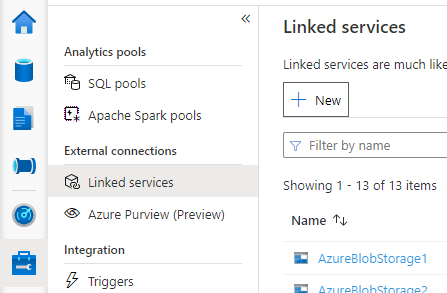 Analytics pools
SQL pools
Apache Spark pools
External connections
Linked services
Azure Purview (Preview)
Integration
Triggers
Linked services
Linked services are much like
New
Filter by name
Showing 1 - 13 of 13 items
Name
AzureBlobStorage1
AzureBlobStorage2